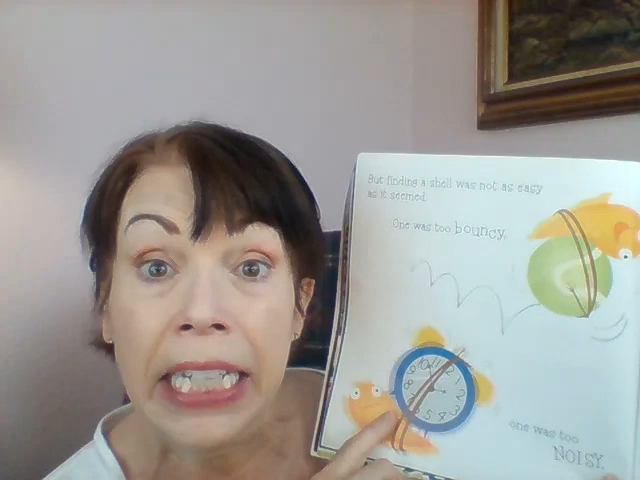 But finding a shell was not as easy
as it seemed.
One was too bouncy,
one was too
NOISY.